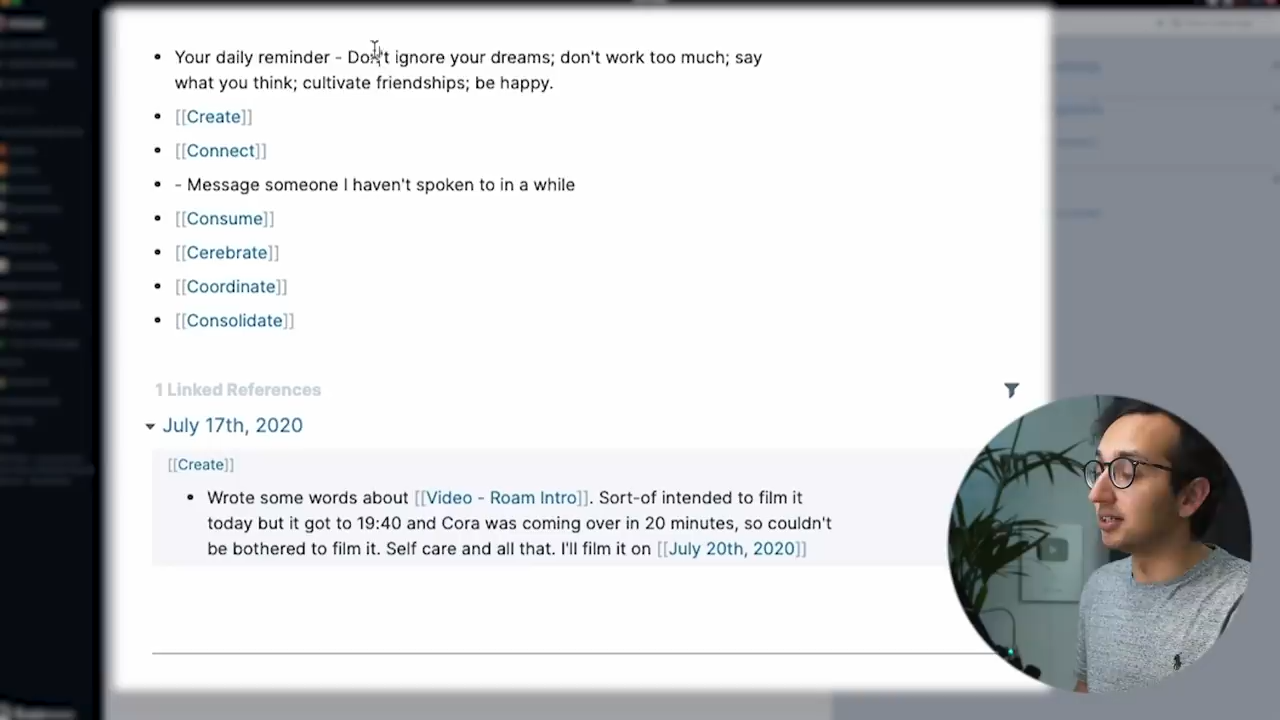 Your daily reminder - Don't ignore your dreams; don't work too much; say
what you think; cultivate friendships; be happy.
[[Create]]
[[Connect]]
- Message someone I haven't spoken to in a while
[[Consume]]
[[Cerebrate]]
[[Coordinate]]
[[Consolidate]]
1 Linked References
July 17th, 2020
[[Create]]
Wrote some words about [[Video - Roam Intro]]. Sort-of intended to film it
today but it got to 19:40 and Cora was coming over in 20 minutes, so couldn't
be bothered to film it. Self care and all that. I'll film it on [[July 20th, 2020]]